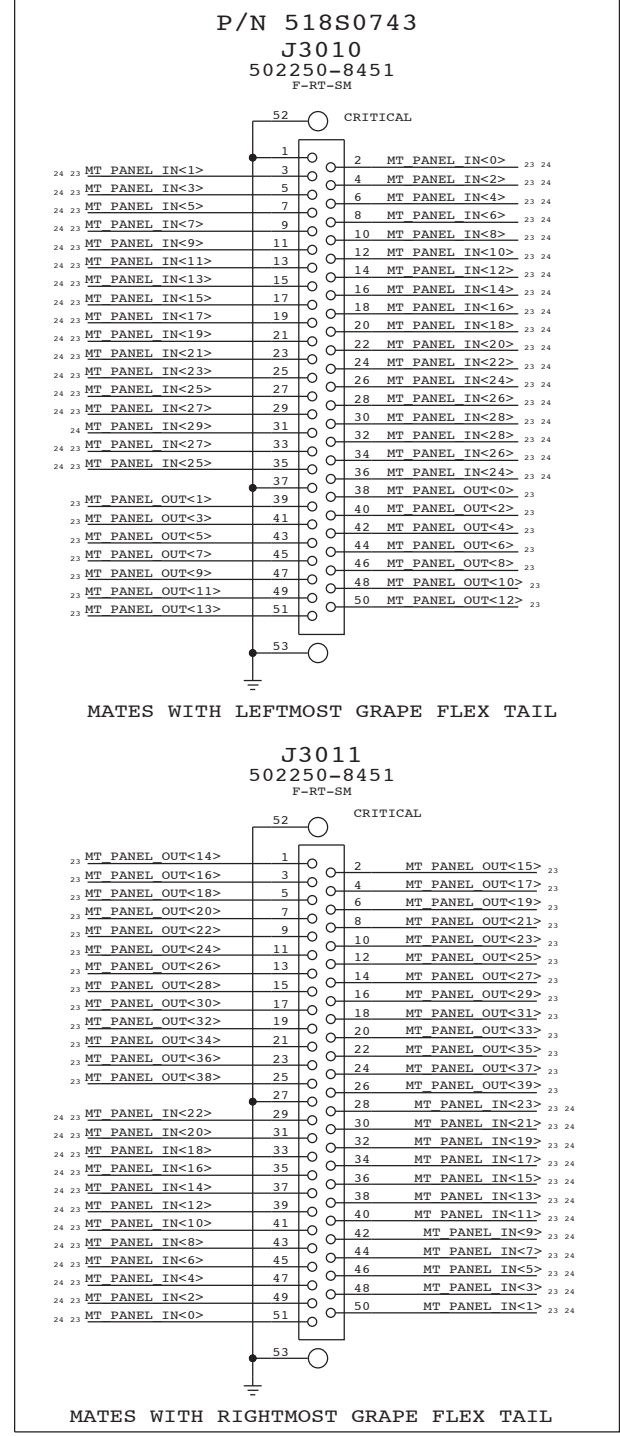 P/N 518S0743
J3010
502250-8451
F-RT-SM
52 CRITICAL
1
2 MT_PANEL_IN<0> 23 24
24 23 MT_PANEL_IN<1> 3
4 MT_PANEL_IN<2> 23 24
24 23 MT_PANEL_IN<3> 5
6 MT_PANEL_IN<4> 23 24
24 23 MT_PANEL_IN<5> 7
8 MT_PANEL_IN<6> 23 24
24 23 MT_PANEL_IN<7> 9
10 MT_PANEL_IN<8> 23 24
24 23 MT_PANEL_IN<9> 11
12 MT_PANEL_IN<10> 23 24
24 23 MT_PANEL_IN<11> 13
14 MT_PANEL_IN<12> 23 24
24 23 MT_PANEL_IN<13> 15
16 MT_PANEL_IN<14> 23 24
24 23 MT_PANEL_IN<15> 17
18 MT_PANEL_IN<16> 23 24
24 23 MT_PANEL_IN<17> 19
20 MT_PANEL_IN<18> 23 24
24 23 MT_PANEL_IN<19> 21
22 MT_PANEL_IN<20> 23 24
24 23 MT_PANEL_IN<21> 23
24 MT_PANEL_IN<22> 23 24
24 23 MT_PANEL_IN<23> 25
26 MT_PANEL_IN<24> 23 24
24 23 MT_PANEL_IN<25> 27
28 MT_PANEL_IN<26> 23 24
24 23 MT_PANEL_IN<27> 29
30 MT_PANEL_IN<28> 23 24
24 MT_PANEL_IN<29> 31
32 MT_PANEL_IN<28> 23 24
24 23 MT_PANEL_IN<27> 33
34 MT_PANEL_IN<26> 23 24
24 23 MT_PANEL_IN<25> 35
36 MT_PANEL_IN<24> 23 24
37
38 MT_PANEL_OUT<0> 23
23 MT_PANEL_OUT<1> 39
40 MT_PANEL_OUT<2> 23
23 MT_PANEL_OUT<3> 41
42 MT_PANEL_OUT<4> 23
23 MT_PANEL_OUT<5> 43
44 MT_PANEL_OUT<6> 23
23 MT_PANEL_OUT<7> 45
46 MT_PANEL_OUT<8> 23
23 MT_PANEL_OUT<9> 47
48 MT_PANEL_OUT<10> 23
23 MT_PANEL_OUT<11> 49
50 MT_PANEL_OUT<12> 23
23 MT_PANEL_OUT<13> 51
53
MATES WITH LEFTMOST GRAPE FLEX TAIL
J3011
502250-8451
F-RT-SM
52 CRITICAL
23 MT_PANEL_OUT<14> 1
2 MT_PANEL_OUT<15> 23
23 MT_PANEL_OUT<16> 3
4 MT_PANEL_OUT<17> 23
23 MT_PANEL_OUT<18> 5
6 MT_PANEL_OUT<19> 23
23 MT_PANEL_OUT<20> 7
8 MT_PANEL_OUT<21> 23
23 MT_PANEL_OUT<22> 9
10 MT_PANEL_OUT<23> 23
23 MT_PANEL_OUT<24> 11
12 MT_PANEL_OUT<25> 23
23 MT_PANEL_OUT<26> 13
14 MT_PANEL_OUT<27> 23
23 MT_PANEL_OUT<28> 15
16 MT_PANEL_OUT<29> 23
23 MT_PANEL_OUT<30> 17
18 MT_PANEL_OUT<31> 23
23 MT_PANEL_OUT<32> 19
20 MT_PANEL_OUT<33> 23
23 MT_PANEL_OUT<34> 21
22 MT_PANEL_OUT<35> 23
23 MT_PANEL_OUT<36> 23
24 MT_PANEL_OUT<37> 23
23 MT_PANEL_OUT<38> 25
26 MT_PANEL_OUT<39> 23
27
28 MT_PANEL_IN<23> 23 24
24 23 MT_PANEL_IN<22> 29
30 MT_PANEL_IN<21> 23 24
24 23 MT_PANEL_IN<20> 31
32 MT_PANEL_IN<19> 23 24
24 23 MT_PANEL_IN<18> 33
34 MT_PANEL_IN<17> 23 24
24 23 MT_PANEL_IN<16> 35
36 MT_PANEL_IN<15> 23 24
24 23 MT_PANEL_IN<14> 37
38 MT_PANEL_IN<13> 23 24
24 23 MT_PANEL_IN<12> 39
40 MT_PANEL_IN<11> 23 24
24 23 MT_PANEL_IN<10> 41
42 MT_PANEL_IN<9> 23 24
24 23 MT_PANEL_IN<8> 43
44 MT_PANEL_IN<7> 23 24
24 23 MT_PANEL_IN<6> 45
46 MT_PANEL_IN<5> 23 24
24 23 MT_PANEL_IN<4> 47
48 MT_PANEL_IN<3> 23 24
24 23 MT_PANEL_IN<2> 49
50 MT_PANEL_IN<1> 23 24
24 23 MT_PANEL_IN<0> 51
53
MATES WITH RIGHTMOST GRAPE FLEX TAIL